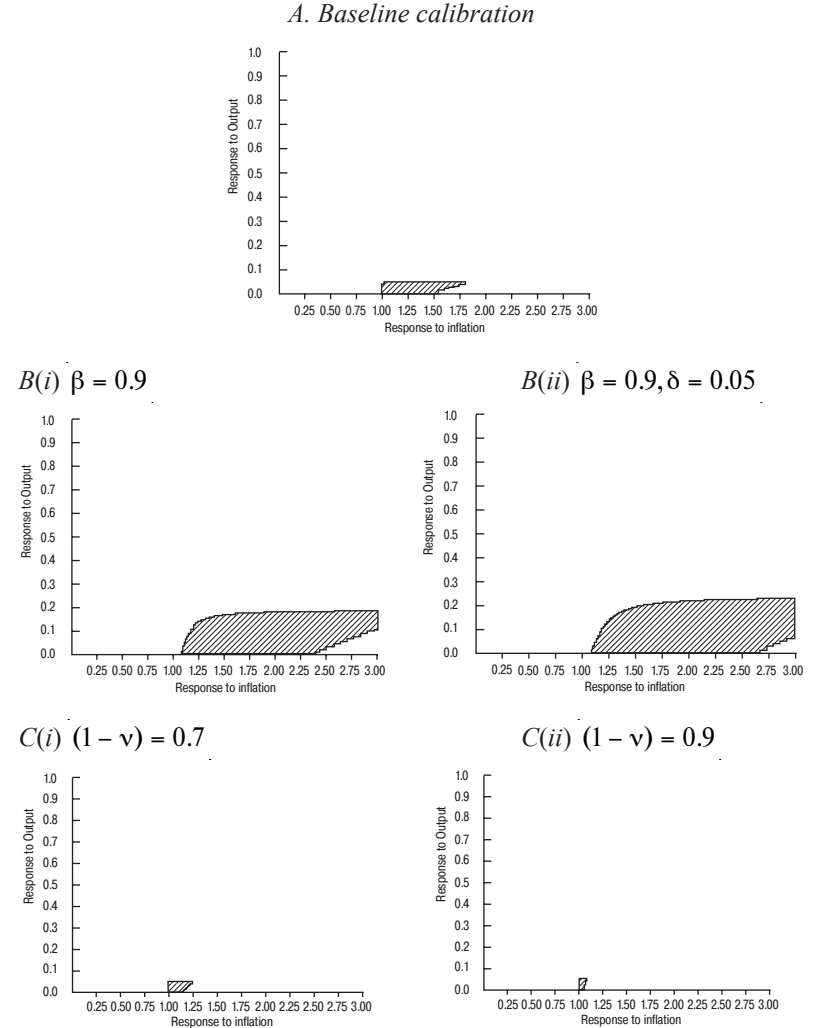 A. Baseline calibration
1.0
0.9
0.8
0.7
0.6
0.5
0.4
0.3
0.2
0.1
0.0
Response to Output
0.25 0.50 0.75 1.00 1.25 1.50 1.75 2.00 2.25 2.50 2.75 3.00
Response to inflation
B(i) β = 0.9
1.0
0.9
0.8
0.7
0.6
0.5
0.4
0.3
0.2
0.1
0.0
Response to Output
0.25 0.50 0.75 1.00 1.25 1.50 1.75 2.00 2.25 2.50 2.75 3.00
Response to inflation
B(ii) β = 0.9, δ = 0.05
1.0
0.9
0.8
0.7
0.6
0.5
0.4
0.3
0.2
0.1
0.0
Response to Output
0.25 0.50 0.75 1.00 1.25 1.50 1.75 2.00 2.25 2.50 2.75 3.00
Response to inflation
C(i) (1 − ν) = 0.7
1.0
0.9
0.8
0.7
0.6
0.5
0.4
0.3
0.2
0.1
0.0
Response to Output
0.25 0.50 0.75 1.00 1.25 1.50 1.75 2.00 2.25 2.50 2.75 3.00
Response to inflation
C(ii) (1 − ν) = 0.9
1.0
0.9
0.8
0.7
0.6
0.5
0.4
0.3
0.2
0.1
0.0
Response to Output
0.25 0.50 0.75 1.00 1.25 1.50 1.75 2.00 2.25 2.50 2.75 3.00
Response to inflation